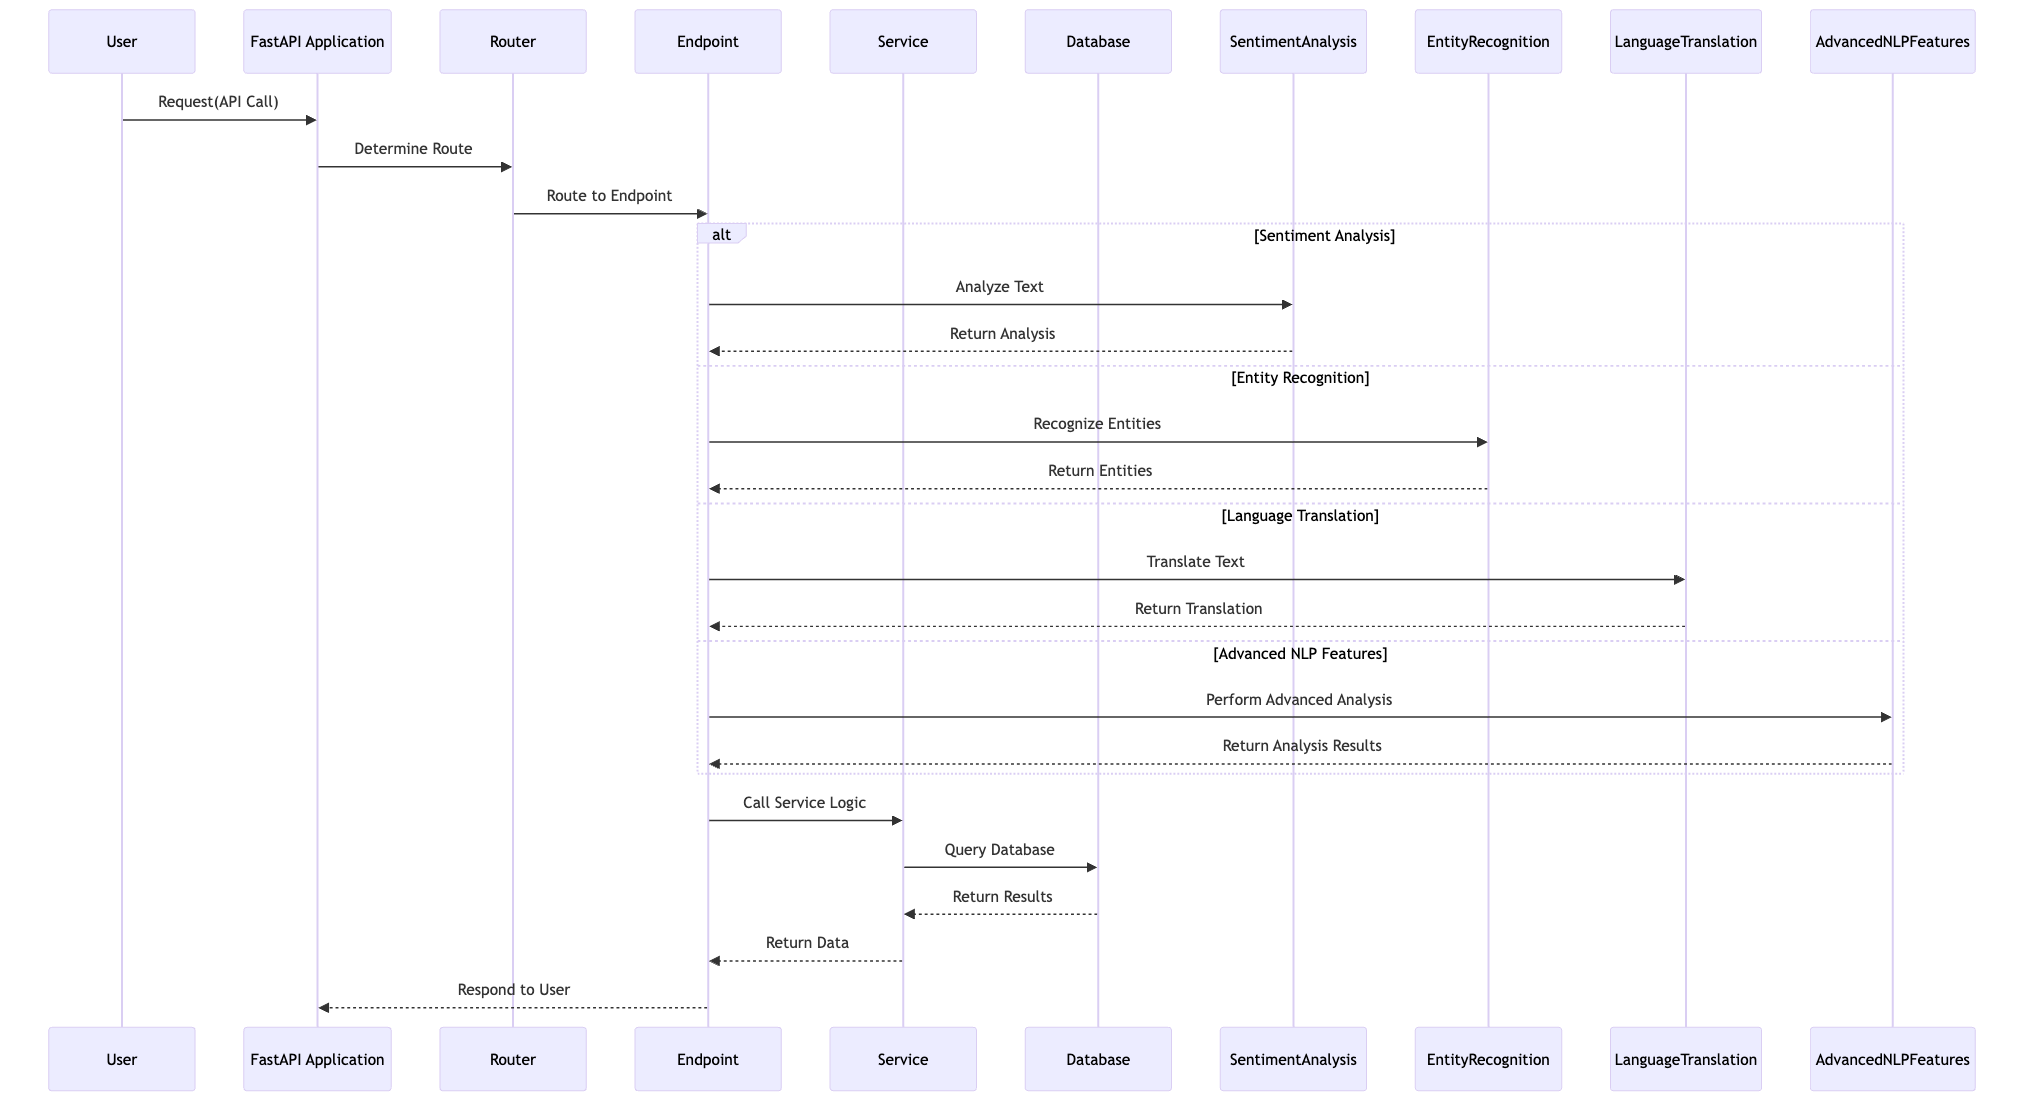 User
FastAPI Application
Router
Endpoint
Service
Database
SentimentAnalysis
EntityRecognition
LanguageTranslation
AdvancedNLPFeatures
Request(API Call)
Determine Route
Route to Endpoint
alt
[Sentiment Analysis]
Analyze Text
Return Analysis
[Entity Recognition]
Recognize Entities
Return Entities
[Language Translation]
Translate Text
Return Translation
[Advanced NLP Features]
Perform Advanced Analysis
Return Analysis Results
Call Service Logic
Query Database
Return Results
Return Data
Respond to User
User
FastAPI Application
Router
Endpoint
Service
Database
SentimentAnalysis
EntityRecognition
LanguageTranslation
AdvancedNLPFeatures